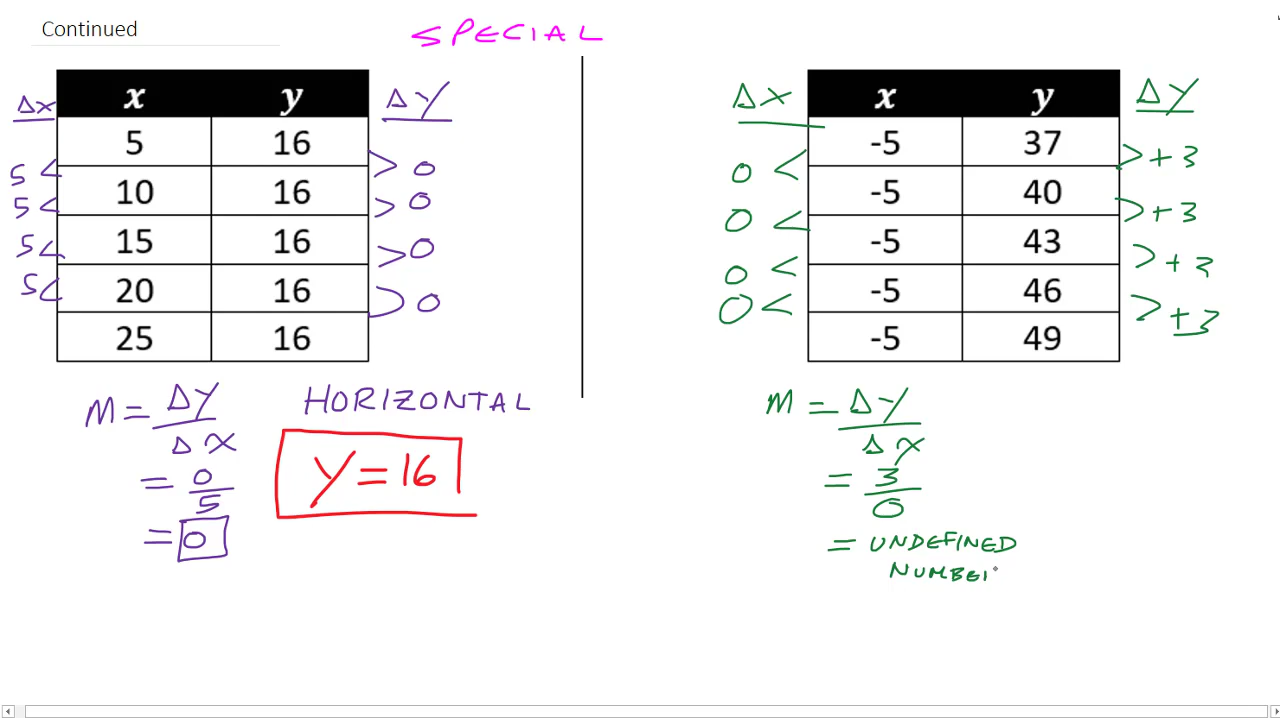 Continued
SPECIAL
Δx x y ΔY
5 16
5 < > 0
10 16
5 < > 0
15 16
5 < > 0
20 16
5 < > 0
25 16
M = ΔY / Δx
= 0 / 5
= 0
HORIZONTAL
Y = 16
Δx x y ΔY
-5 37
0 < > +3
-5 40
0 < > +3
-5 43
0 < > +3
-5 46
0 < > +3
-5 49
M = ΔY / Δx
= 3 / 0
= UNDEFINED
NUMBE